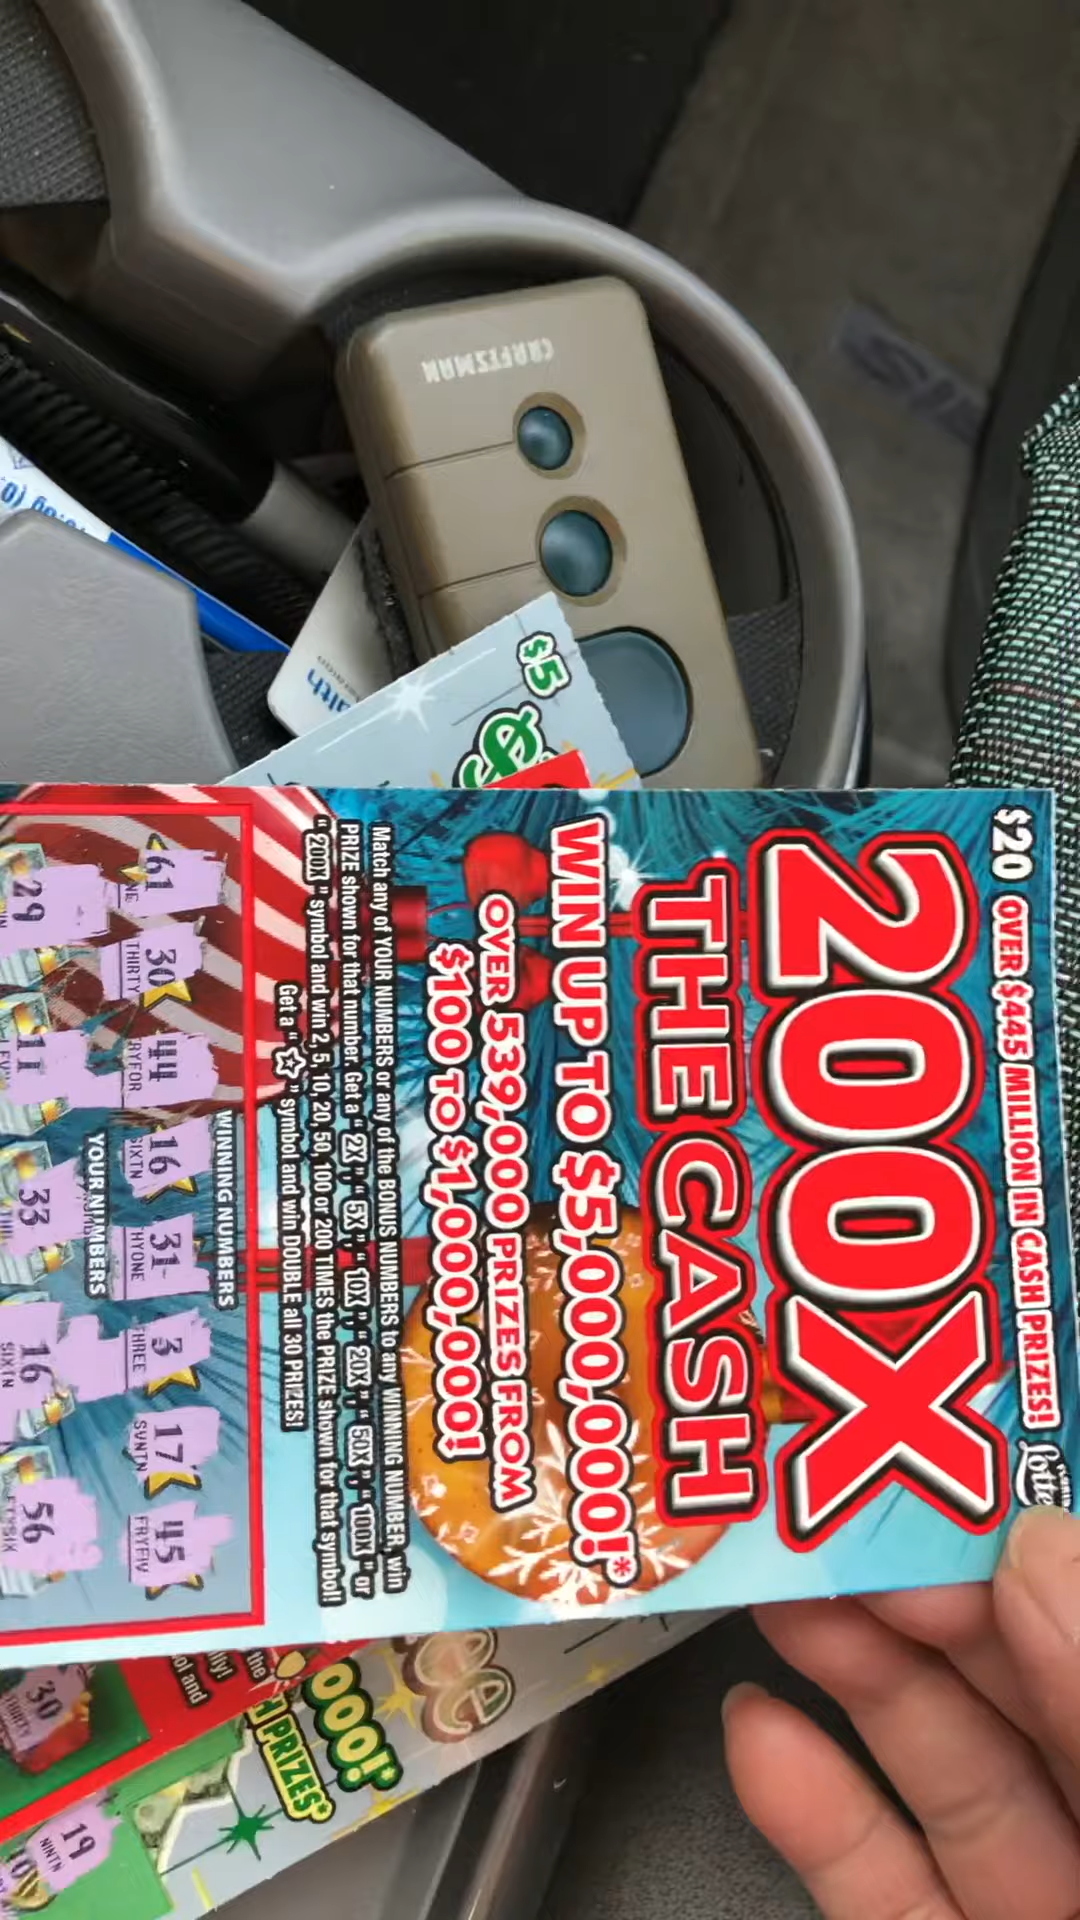 CRAFTSMAN
$5
$20 OVER $445 MILLION IN CASH PRIZES!
200X
THE CASH
WIN UP TO $5,000,000!*
OVER 539,000 PRIZES FROM
$100 TO $1,000,000!
Match any of YOUR NUMBERS or any of the BONUS NUMBERS to any WINNING NUMBER, win
PRIZE shown for that number. Get a "2X", "5X", "10X", "20X", "50X", "100X" or
"200X" symbol and win 2, 5, 10, 20, 50, 100 or 200 TIMES the PRIZE shown for that symbol!
Get a "☆" symbol and win DOUBLE all 30 PRIZES!
WINNING NUMBERS
61 30 44 16 31 3 17 45
THIRTY SIXTN SVNTN
YOUR NUMBERS
29 11 33 16 56
SIXTN
000!*
PRIZES*
30
19
NINTN